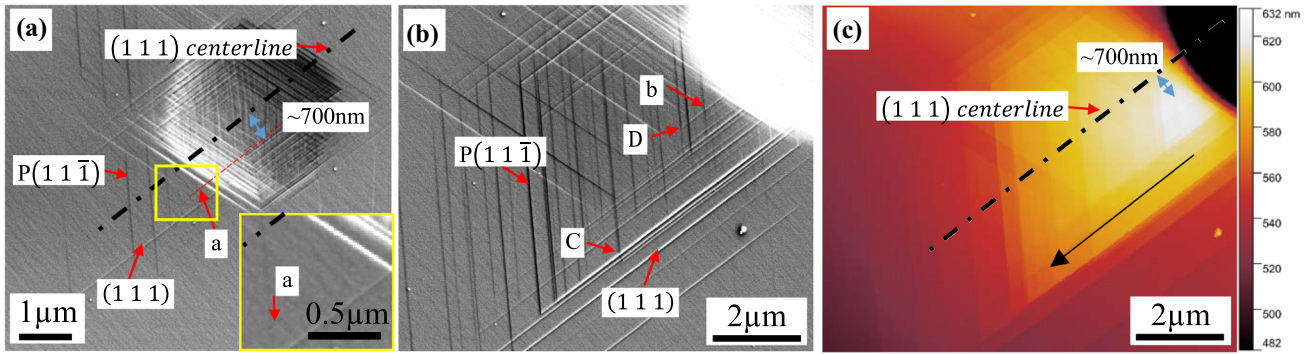 (a)
(1 1 1) centerline
~700nm
P(1 1 1̅)
a
(1 1 1)
a
1μm
0.5μm
(b)
b
D
P(1 1 1̅)
C
(1 1 1)
2μm
(c)
~700nm
(1 1 1) centerline
2μm
632 nm
620
600
580
560
540
520
500
482